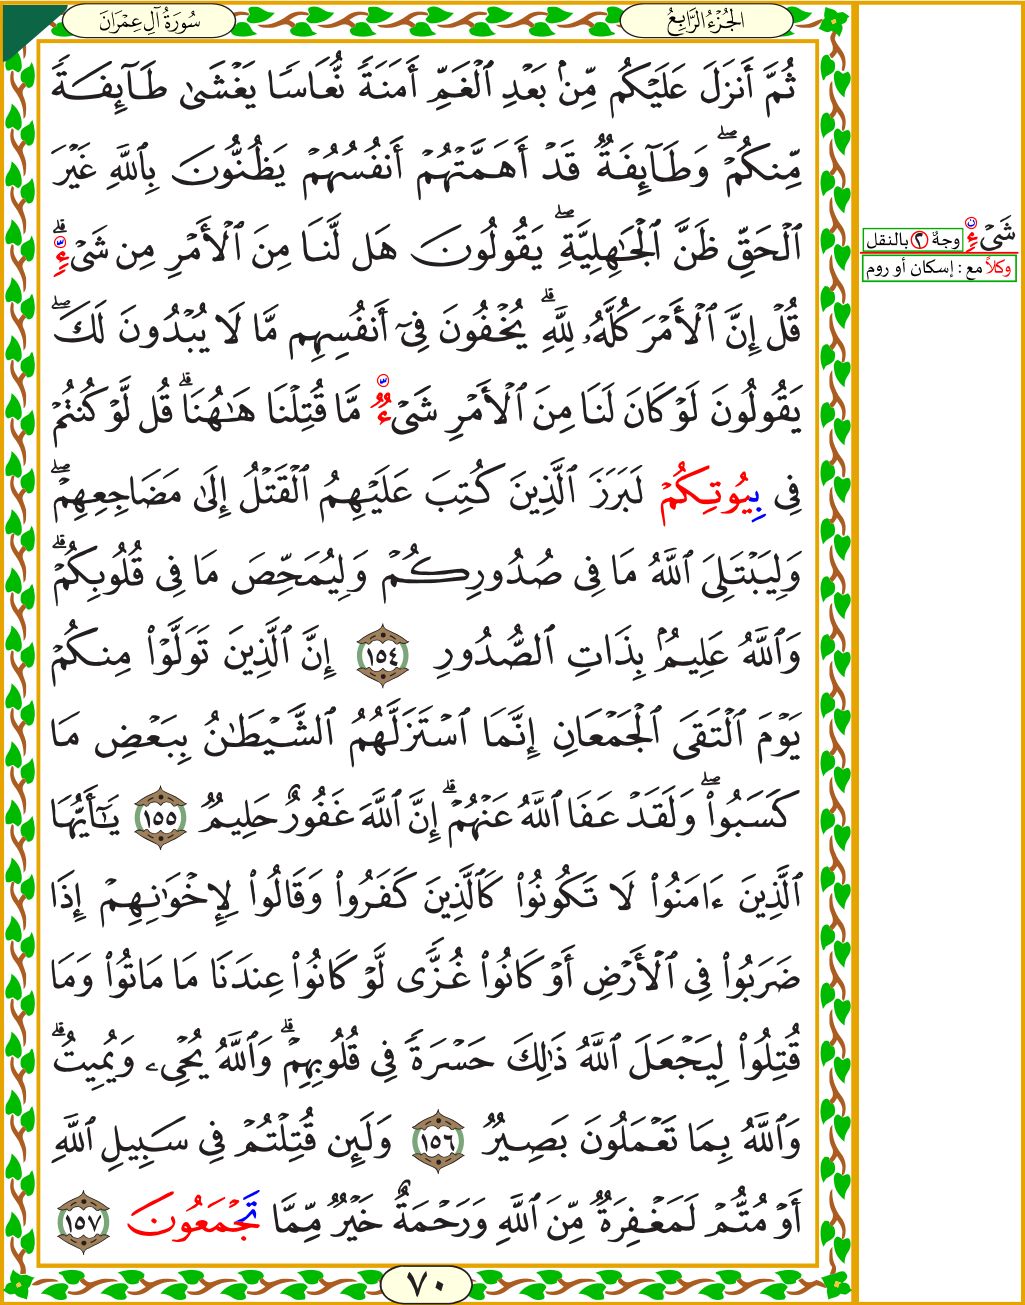 الجُزْءُ الرَّابِعُ
سُورَةُ آلِ عِمْرَانَ
ثُمَّ أَنزَلَ عَلَيْكُم مِّنۢ بَعْدِ ٱلْغَمِّ أَمَنَةً نُّعَاسًا يَغْشَىٰ طَآئِفَةً
مِّنكُمْۖ وَطَآئِفَةٌ قَدْ أَهَمَّتْهُمْ أَنفُسُهُمْ يَظُنُّونَ بِٱللَّهِ غَيْرَ
ٱلْحَقِّ ظَنَّ ٱلْجَٰهِلِيَّةِۖ يَقُولُونَ هَل لَّنَا مِنَ ٱلْأَمْرِ مِن شَىْءٍۗ
قُلْ إِنَّ ٱلْأَمْرَ كُلَّهُۥ لِلَّهِۗ يُخْفُونَ فِىٓ أَنفُسِهِم مَّا لَا يُبْدُونَ لَكَۖ
يَقُولُونَ لَوْ كَانَ لَنَا مِنَ ٱلْأَمْرِ شَىْءٌ مَّا قُتِلْنَا هَٰهُنَاۗ قُل لَّوْ كُنتُمْ
فِى بِيُوتِكُمْ لَبَرَزَ ٱلَّذِينَ كُتِبَ عَلَيْهِمُ ٱلْقَتْلُ إِلَىٰ مَضَاجِعِهِمْۖ
وَلِيَبْتَلِىَ ٱللَّهُ مَا فِى صُدُورِكُمْ وَلِيُمَحِّصَ مَا فِى قُلُوبِكُمْۗ
وَٱللَّهُ عَلِيمٌۢ بِذَاتِ ٱلصُّدُورِ ١٥٤ إِنَّ ٱلَّذِينَ تَوَلَّوْا۟ مِنكُمْ
يَوْمَ ٱلْتَقَى ٱلْجَمْعَانِ إِنَّمَا ٱسْتَزَلَّهُمُ ٱلشَّيْطَٰنُ بِبَعْضِ مَا
كَسَبُوا۟ۖ وَلَقَدْ عَفَا ٱللَّهُ عَنْهُمْۗ إِنَّ ٱللَّهَ غَفُورٌ حَلِيمٌ ١٥٥ يَٰٓأَيُّهَا
ٱلَّذِينَ ءَامَنُوا۟ لَا تَكُونُوا۟ كَٱلَّذِينَ كَفَرُوا۟ وَقَالُوا۟ لِإِخْوَٰنِهِمْ إِذَا
ضَرَبُوا۟ فِى ٱلْأَرْضِ أَوْ كَانُوا۟ غُزًّى لَّوْ كَانُوا۟ عِندَنَا مَا مَاتُوا۟ وَمَا
قُتِلُوا۟ لِيَجْعَلَ ٱللَّهُ ذَٰلِكَ حَسْرَةً فِى قُلُوبِهِمْۗ وَٱللَّهُ يُحْىِۦ وَيُمِيتُۗ
وَٱللَّهُ بِمَا تَعْمَلُونَ بَصِيرٌ ١٥٦ وَلَئِن قُتِلْتُمْ فِى سَبِيلِ ٱللَّهِ
أَوْ مُتُّمْ لَمَغْفِرَةٌ مِّنَ ٱللَّهِ وَرَحْمَةٌ خَيْرٌ مِّمَّا تَجْمَعُونَ ١٥٧
٧٠
شَىْءٍ وجهٌ ٢ بالنقل
وكلاً مع : إسكان أو روم